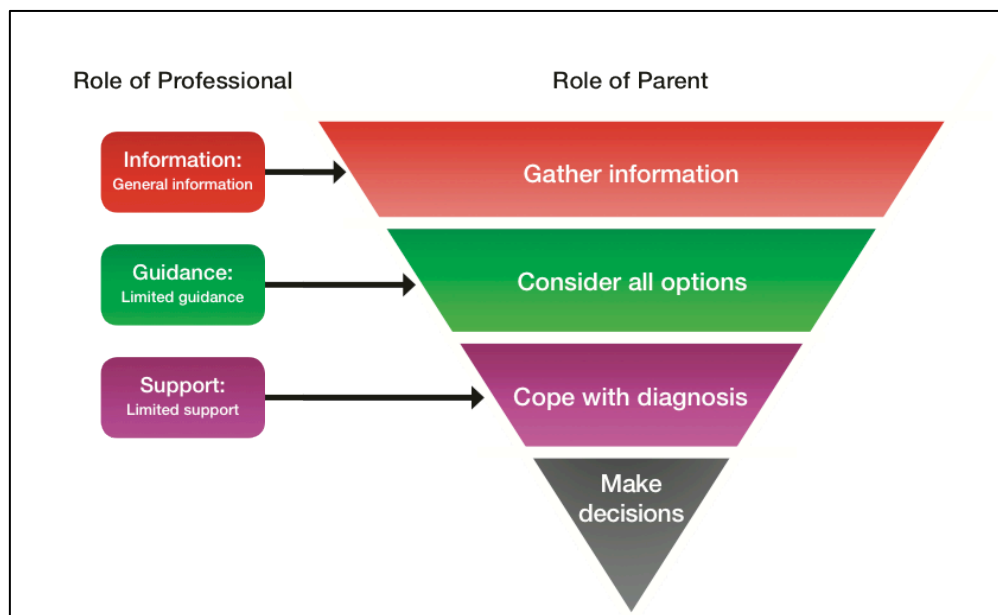 Role of Professional
Role of Parent
Information:
General information
Gather information
Guidance:
Limited guidance
Consider all options
Support:
Limited support
Cope with diagnosis
Make
decisions